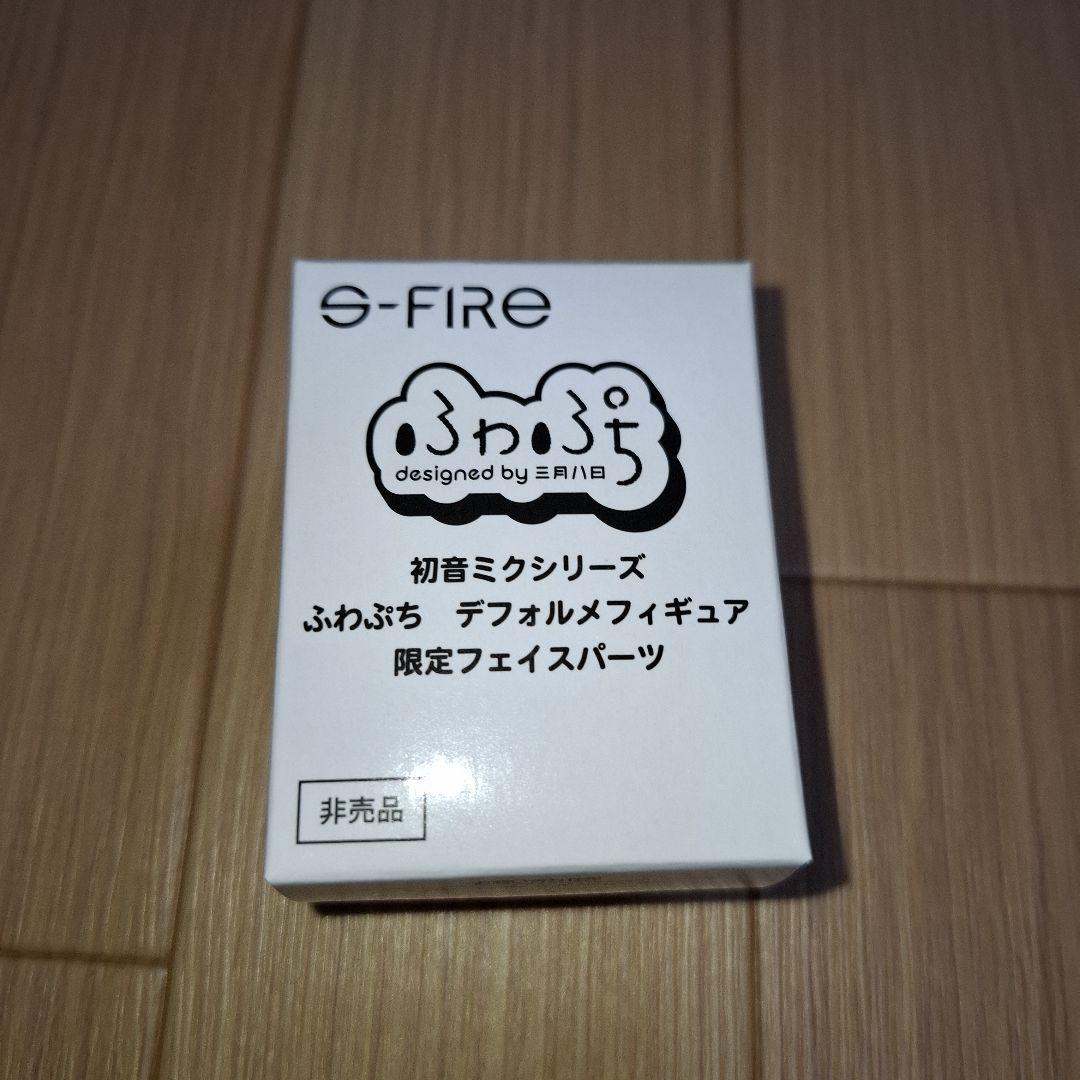 S-FIRE
ふわぷち
designed by 三月八日
初音ミクシリーズ
ふわぷち　デフォルメフィギュア
限定フェイスパーツ
非売品